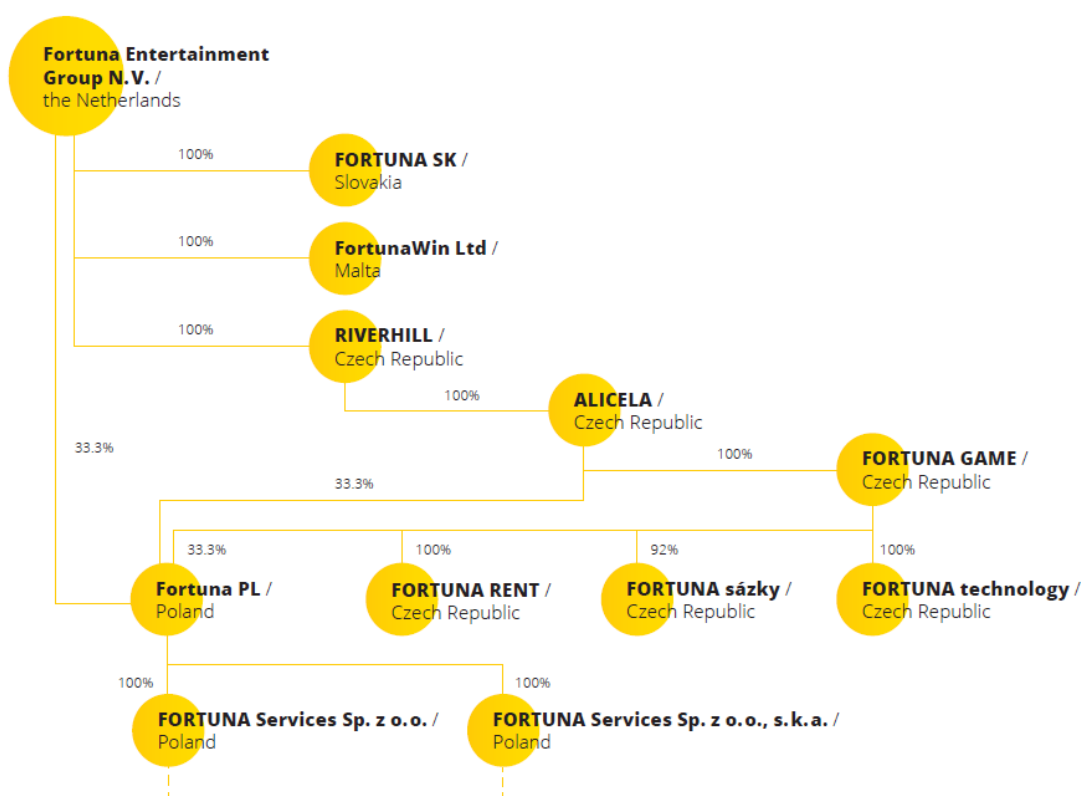 Fortuna Entertainment
Group N.V. /
the Netherlands
100%
FORTUNA SK /
Slovakia
100%
FortunaWin Ltd /
Malta
100%
RIVERHILL /
Czech Republic
100%
ALICELA /
Czech Republic
33.3%
100%
FORTUNA GAME /
Czech Republic
33.3%
33.3%
100%
92%
100%
Fortuna PL /
Poland
FORTUNA RENT /
Czech Republic
FORTUNA sázky /
Czech Republic
FORTUNA technology /
Czech Republic
100%
100%
FORTUNA Services Sp. z o.o. /
Poland
FORTUNA Services Sp. z o.o., s.k.a. /
Poland